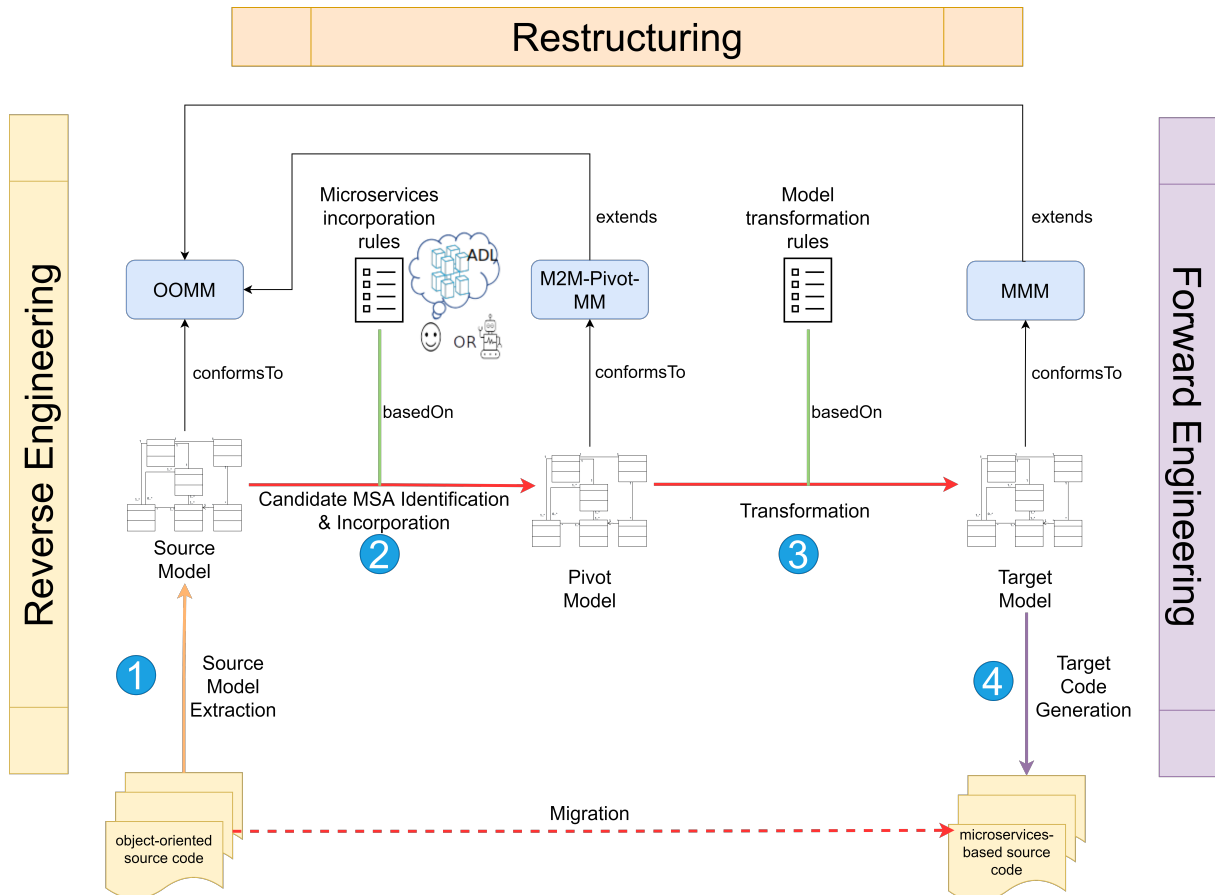 Restructuring
Reverse Engineering
Forward Engineering
Microservices
incorporation
rules
ADL
OR
extends
Model
transformation
rules
extends
OOMM
M2M-Pivot-
MM
MMM
conformsTo
basedOn
conformsTo
basedOn
conformsTo
Source
Model
Candidate MSA Identification
& Incorporation
2
Pivot
Model
Transformation
3
Target
Model
1
Source
Model
Extraction
4
Target
Code
Generation
object-oriented
source code
Migration
microservices-
based source
code